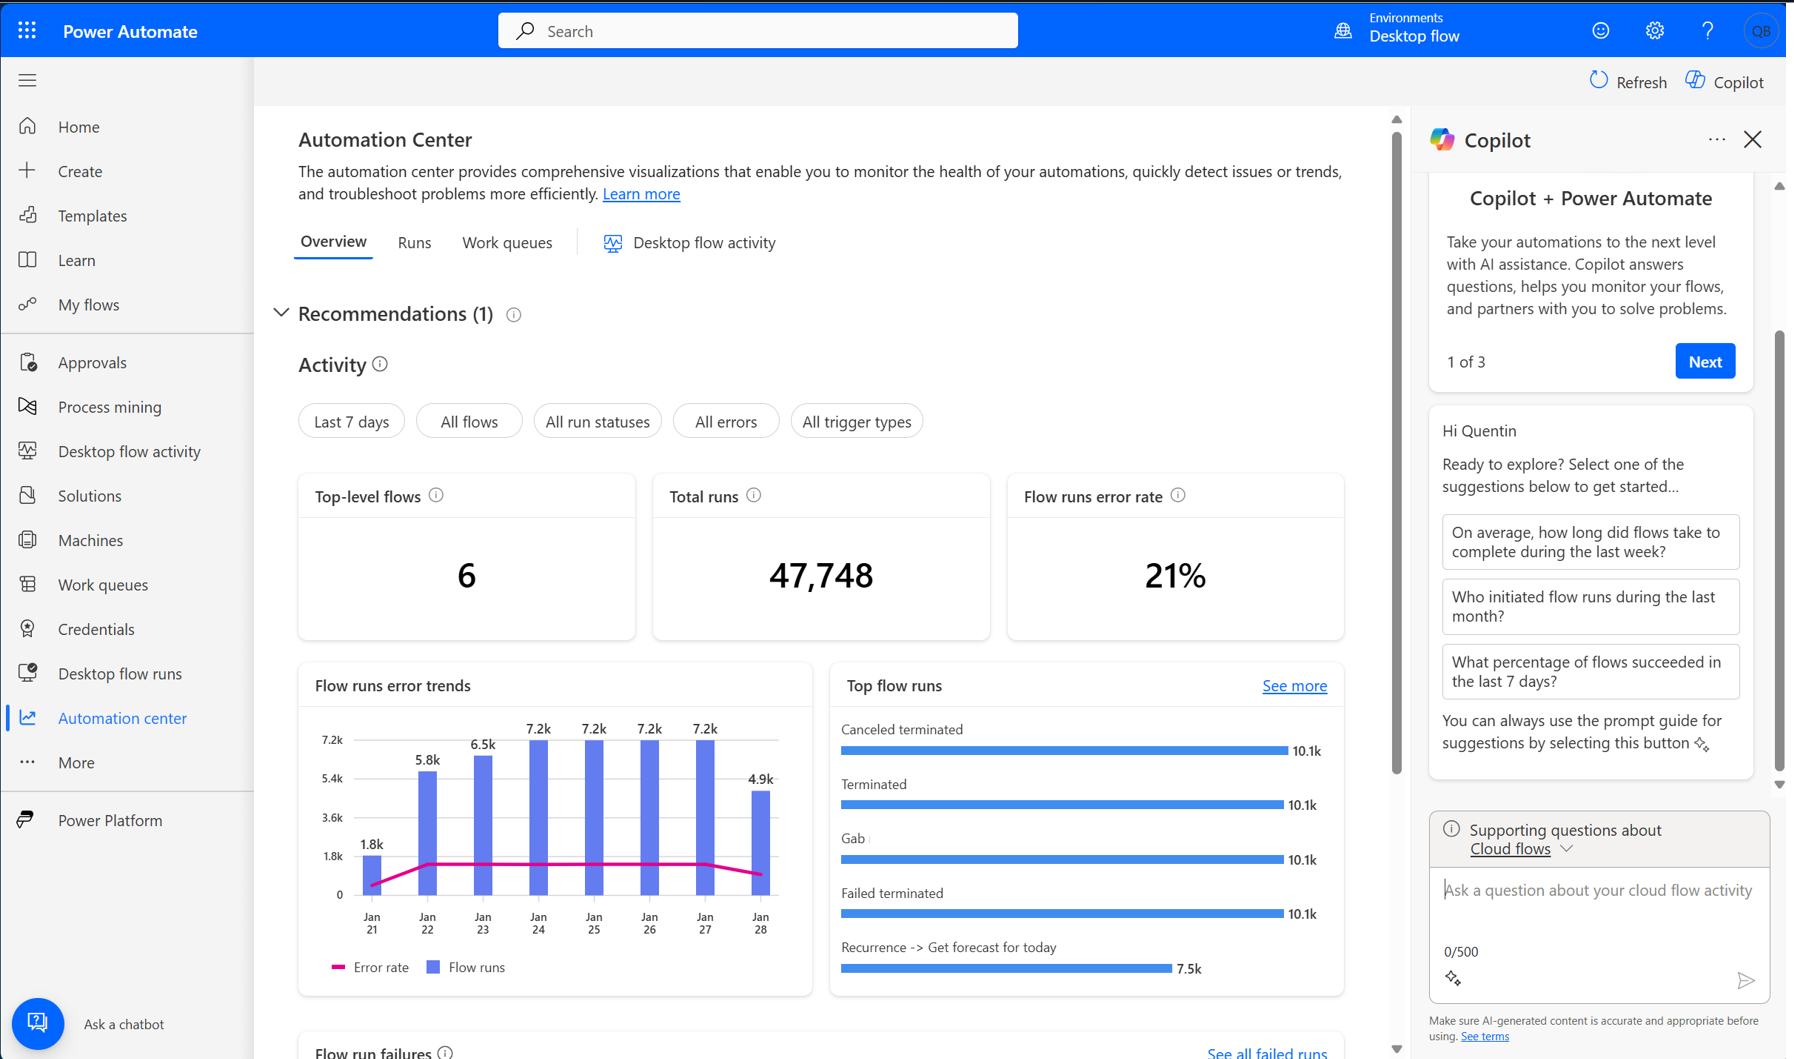 Power Automate
Search
Environments
Desktop flow
QB
Refresh
Copilot
Home
Create
Templates
Learn
My flows
Approvals
Process mining
Desktop flow activity
Solutions
Machines
Work queues
Credentials
Desktop flow runs
Automation center
More
Power Platform
Ask a chatbot
Automation Center
The automation center provides comprehensive visualizations that enable you to monitor the health of your automations, quickly detect issues or trends,
and troubleshoot problems more efficiently. Learn more
Overview
Runs
Work queues
Desktop flow activity
Recommendations (1)
Activity
Last 7 days
All flows
All run statuses
All errors
All trigger types
Top-level flows
6
Total runs
47,748
Flow runs error rate
21%
Flow runs error trends
7.2k
5.4k
3.6k
1.8k
0
1.8k
5.8k
6.5k
7.2k
7.2k
7.2k
7.2k
4.9k
Jan
21
Jan
22
Jan
23
Jan
24
Jan
25
Jan
26
Jan
27
Jan
28
Error rate
Flow runs
Top flow runs
See more
Canceled terminated
10.1k
Terminated
10.1k
Gab
10.1k
Failed terminated
10.1k
Recurrence -> Get forecast for today
7.5k
Flow run failures
See all failed runs
Copilot
Copilot + Power Automate
Take your automations to the next level
with AI assistance. Copilot answers
questions, helps you monitor your flows,
and partners with you to solve problems.
1 of 3
Next
Hi Quentin
Ready to explore? Select one of the
suggestions below to get started...
On average, how long did flows take to
complete during the last week?
Who initiated flow runs during the last
month?
What percentage of flows succeeded in
the last 7 days?
You can always use the prompt guide for
suggestions by selecting this button
Supporting questions about
Cloud flows
Ask a question about your cloud flow activity
0/500
Make sure AI-generated content is accurate and appropriate before
using. See terms